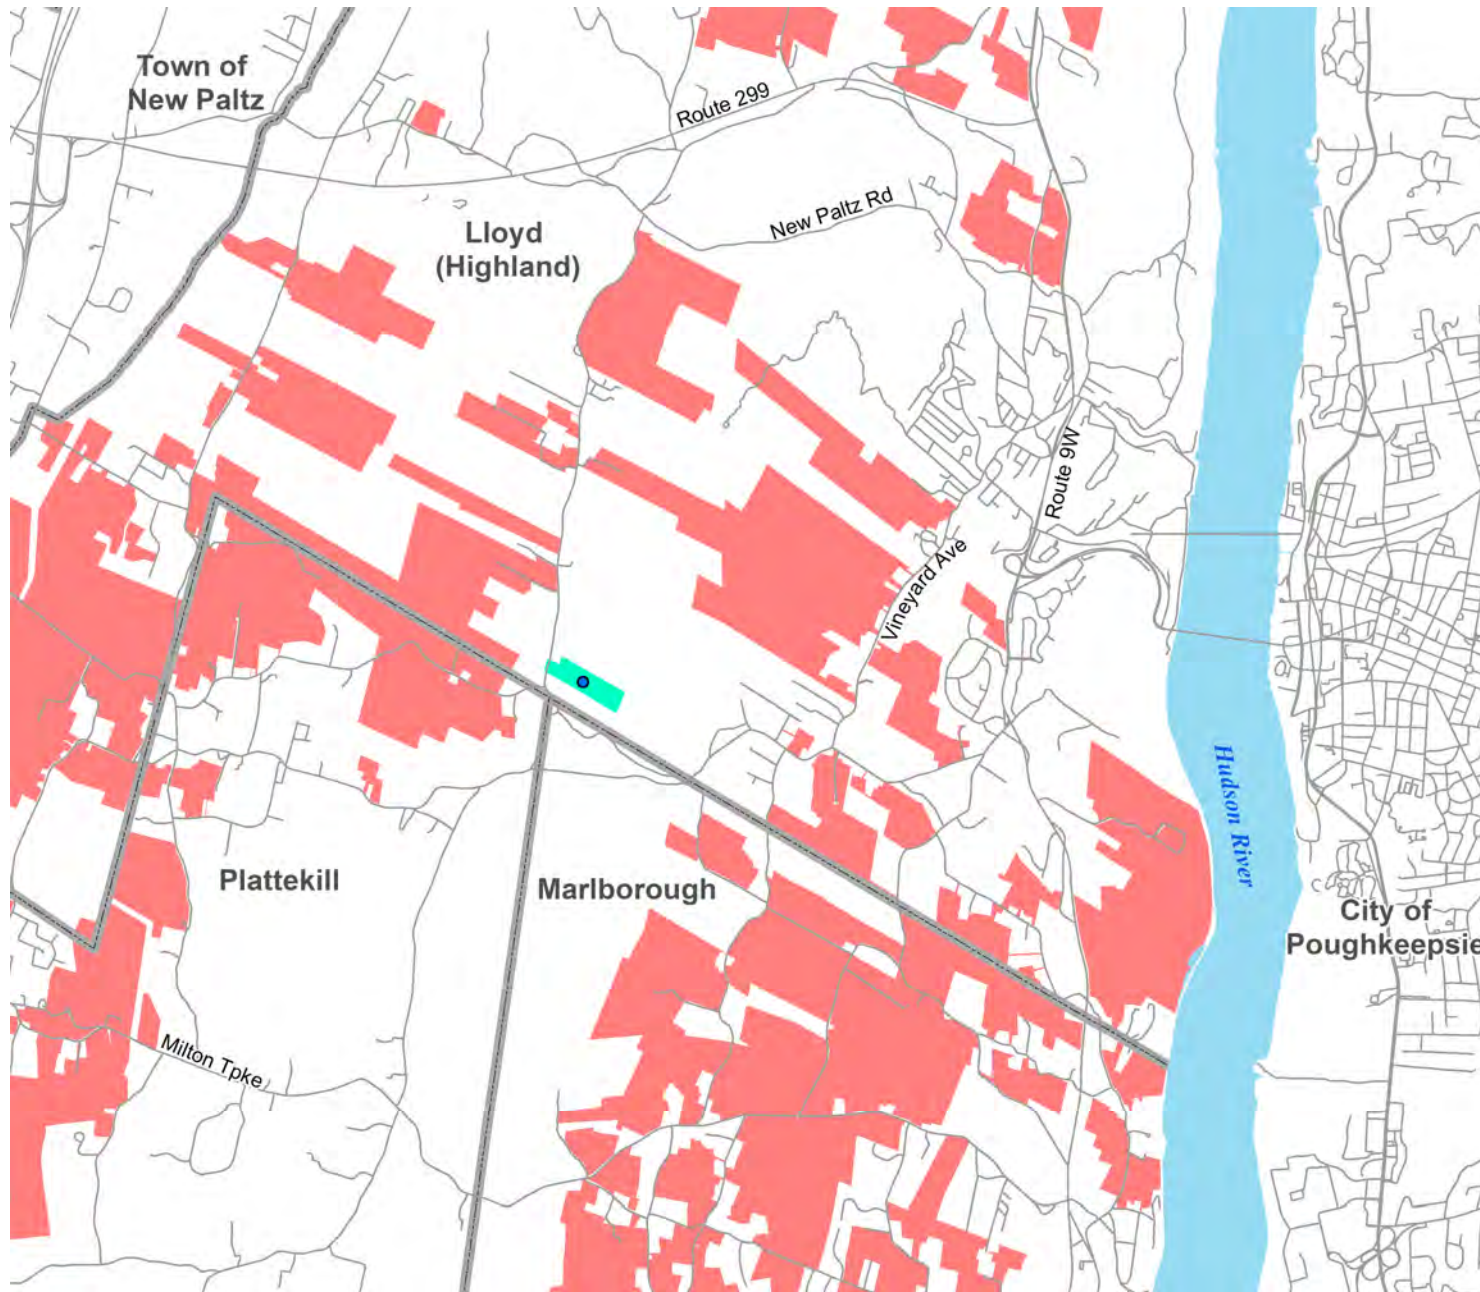 Town of
New Paltz
Route 299
New Paltz Rd
Lloyd
(Highland)
Route 9W
Vineyard Ave
Hudson River
Plattekill
Marlborough
City of
Poughkeepsie
Milton Tpke